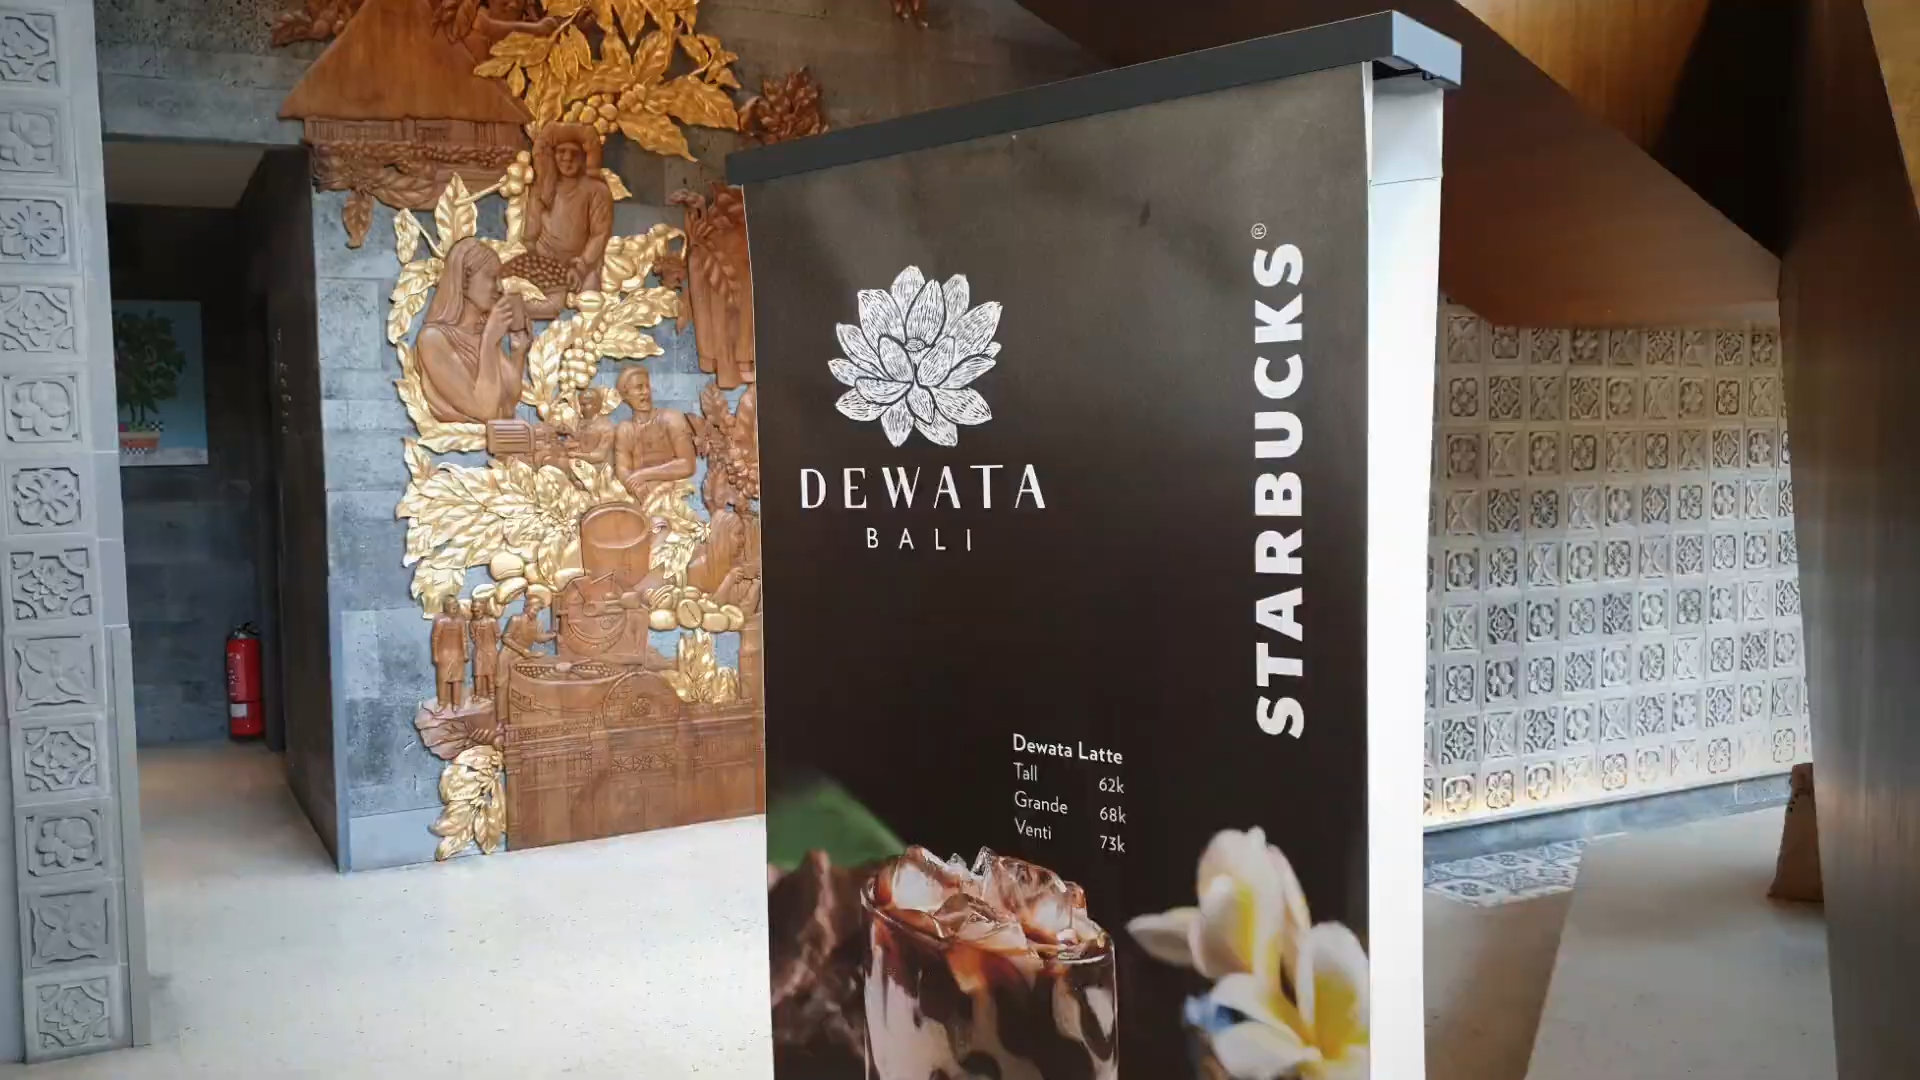 DEWATA
BALI
STARBUCKS®
Dewata Latte
Tall 62k
Grande 68k
Venti 73k